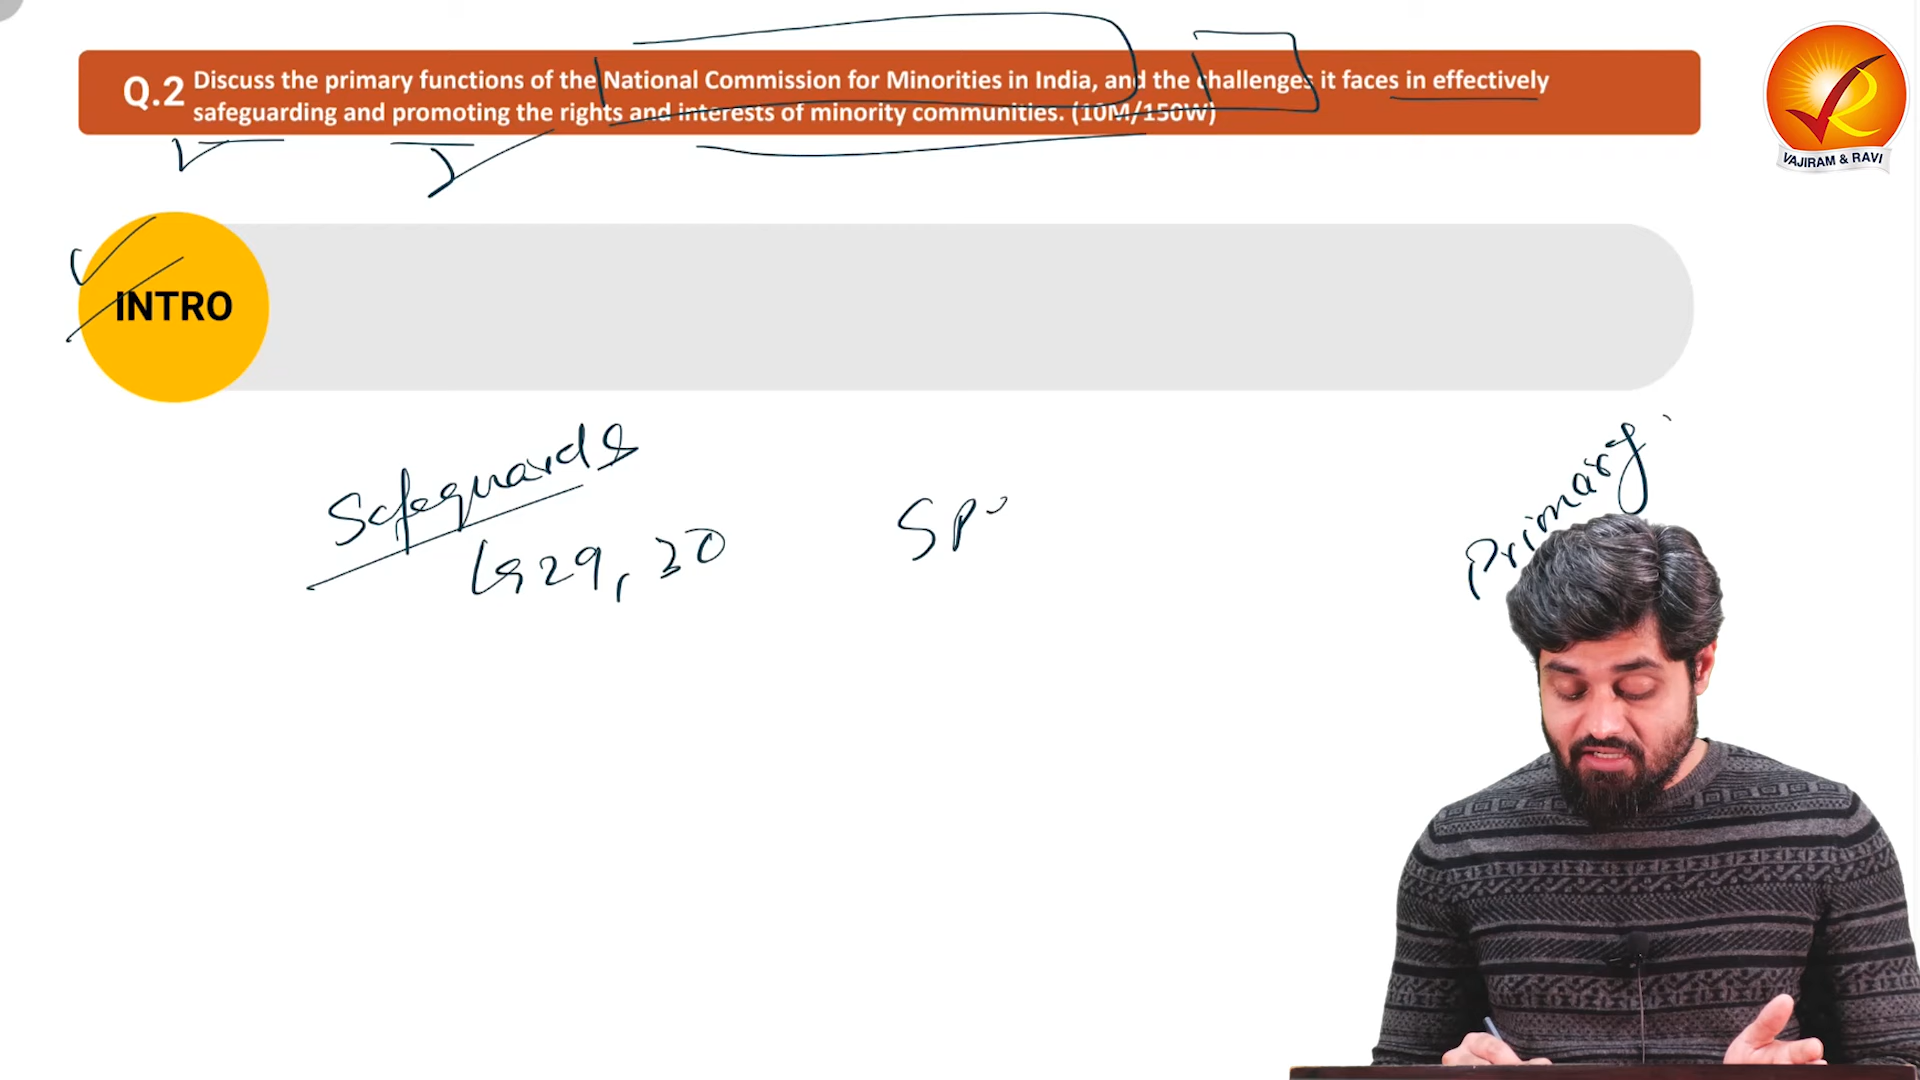 Q.2 Discuss the primary functions of the National Commission for Minorities in India, and the challenges it faces in effectively
safeguarding and promoting the rights and interests of minority communities. (10M/150W)
VAJIRAM & RAVI
INTRO
Safeguards
29, 30
SP
Primary